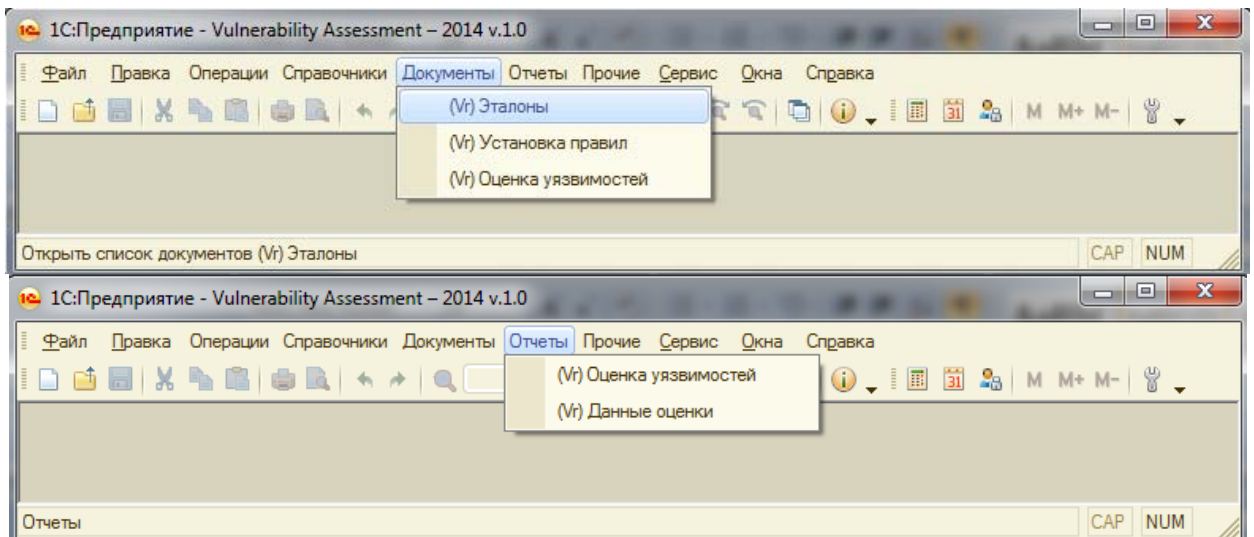 1С:Предприятие - Vulnerability Assessment – 2014 v.1.0
Файл Правка Операции Справочники Документы Отчеты Прочие Сервис Окна Справка
(Vr) Эталоны
31 M M+ M-
(Vr) Установка правил
(Vr) Оценка уязвимостей
Открыть список документов (Vr) Эталоны CAP NUM
1С:Предприятие - Vulnerability Assessment – 2014 v.1.0
Файл Правка Операции Справочники Документы Отчеты Прочие Сервис Окна Справка
(Vr) Оценка уязвимостей
31 M M+ M-
(Vr) Данные оценки
Отчеты CAP NUM